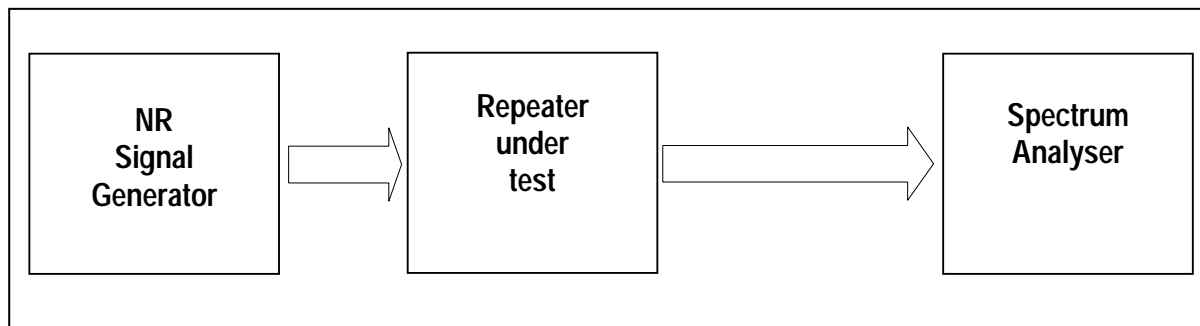 NR
Signal
Generator
Repeater
under
test
Spectrum
Analyser